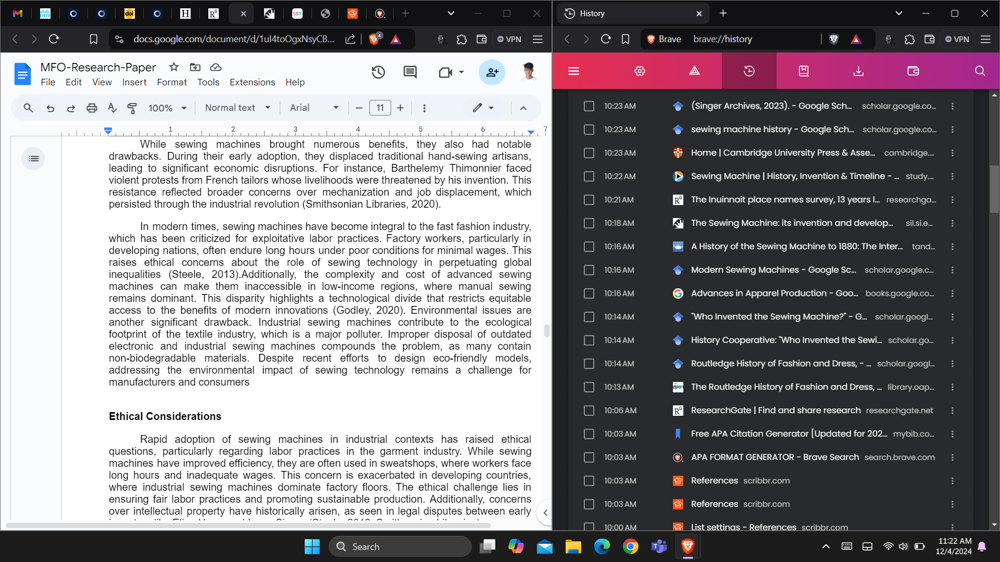 docs.google.com/document/d/1uI4toOgxNsyCB...
4
VPN
MFO-Research-Paper
File Edit View Insert Format Tools Extensions Help
100% Normal text Arial 11
1 2 3 4 5 6 7
While sewing machines brought numerous benefits, they also had notable
drawbacks. During their early adoption, they displaced traditional hand-sewing artisans,
leading to significant economic disruptions. For instance, Barthelemy Thimonnier faced
violent protests from French tailors whose livelihoods were threatened by his invention. This
resistance reflected broader concerns over mechanization and job displacement, which
persisted through the industrial revolution (Smithsonian Libraries, 2020).
In modern times, sewing machines have become integral to the fast fashion industry,
which has been criticized for exploitative labor practices. Factory workers, particularly in
developing nations, often endure long hours under poor conditions for minimal wages. This
raises ethical concerns about the role of sewing technology in perpetuating global
inequalities (Steele, 2013).Additionally, the complexity and cost of advanced sewing
machines can make them inaccessible in low-income regions, where manual sewing
remains dominant. This disparity highlights a technological divide that restricts equitable
access to the benefits of modern innovations (Godley, 2020). Environmental issues are
another significant drawback. Industrial sewing machines contribute to the ecological
footprint of the textile industry, which is a major polluter. Improper disposal of outdated
electronic and industrial sewing machines compounds the problem, as many contain
non-biodegradable materials. Despite recent efforts to design eco-friendly models,
addressing the environmental impact of sewing technology remains a challenge for
manufacturers and consumers
Ethical Considerations
Rapid adoption of sewing machines in industrial contexts has raised ethical
questions, particularly regarding labor practices in the garment industry. While sewing
machines have improved efficiency, they are often used in sweatshops, where workers face
long hours and inadequate wages. This concern is exacerbated in developing countries,
where industrial sewing machines dominate factory floors. The ethical challenge lies in
ensuring fair labor practices and promoting sustainable production. Additionally, concerns
over intellectual property have historically arisen, as seen in legal disputes between early
History
Brave brave://history
VPN
10:23 AM (Singer Archives, 2023). - Google Sch... scholar.google.co...
10:23 AM sewing machine history - Google Sch... scholar.google.co...
10:23 AM Home | Cambridge University Press & Asse... cambridge....
10:22 AM Sewing Machine | History, Invention & Timeline - ... study....
10:21 AM The Inuinnait place names survey, 13 years l... researchga...
10:18 AM The Sewing Machine: its invention and develop... sil.si.e...
10:16 AM A History of the Sewing Machine to 1880: The Inter... tand...
10:16 AM Modern Sewing Machines - Google Sc... scholar.google.c...
10:16 AM Advances in Apparel Production - Goo... books.google.co...
10:14 AM "Who Invented the Sewing Machine?" - G... scholar.googl...
10:14 AM History Cooperative: "Who Invented the Sewi... scholar.go...
10:14 AM Routledge History of Fashion and Dress, - ... scholar.googl...
10:13 AM The Routledge History of Fashion and Dress, ... library.oap...
10:06 AM ResearchGate | Find and share research researchgate.net
10:03 AM Free APA Citation Generator [Updated for 202... mybib.co...
10:03 AM APA FORMAT GENERATOR - Brave Search search.brave.com
10:03 AM References scribbr.com
10:03 AM References scribbr.com
10:00 AM List settings - References scribbr.com
Search
11:22 AM
12/4/2024